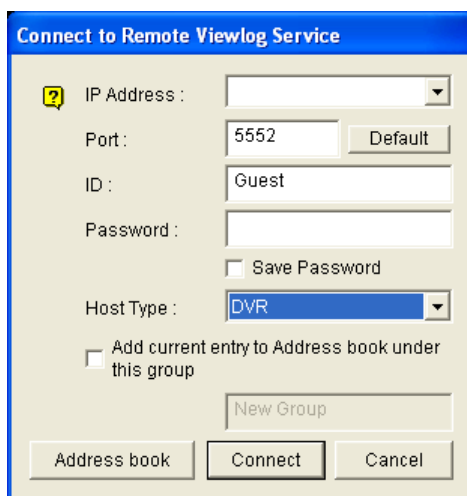 Connect to Remote Viewlog Service
? IP Address :
Port : 5552 Default
ID : Guest
Password :
Save Password
Host Type : DVR
Add current entry to Address book under
this group
New Group
Address book Connect Cancel